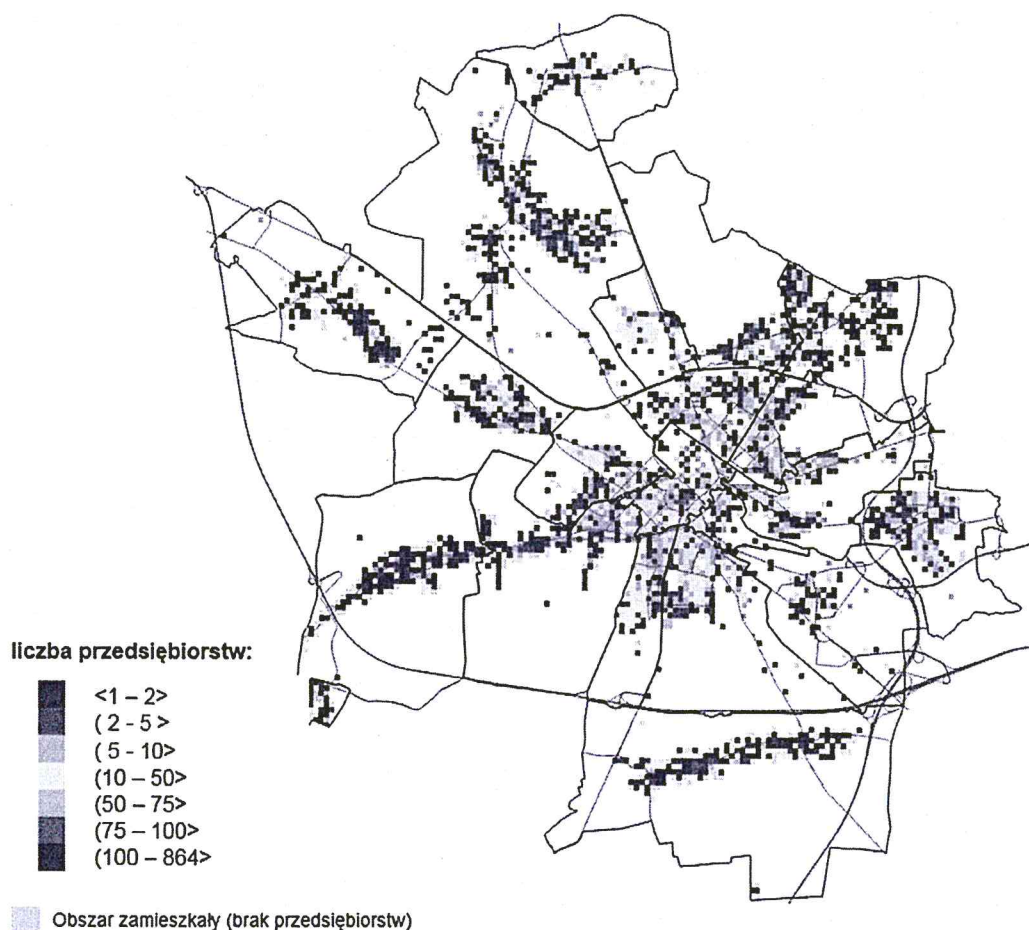 liczba przedsiębiorstw:
<1 – 2>
( 2 - 5 >
( 5 - 10>
(10 – 50>
(50 – 75>
(75 – 100>
(100 – 864>
Obszar zamieszkały (brak przedsiębiorstw)